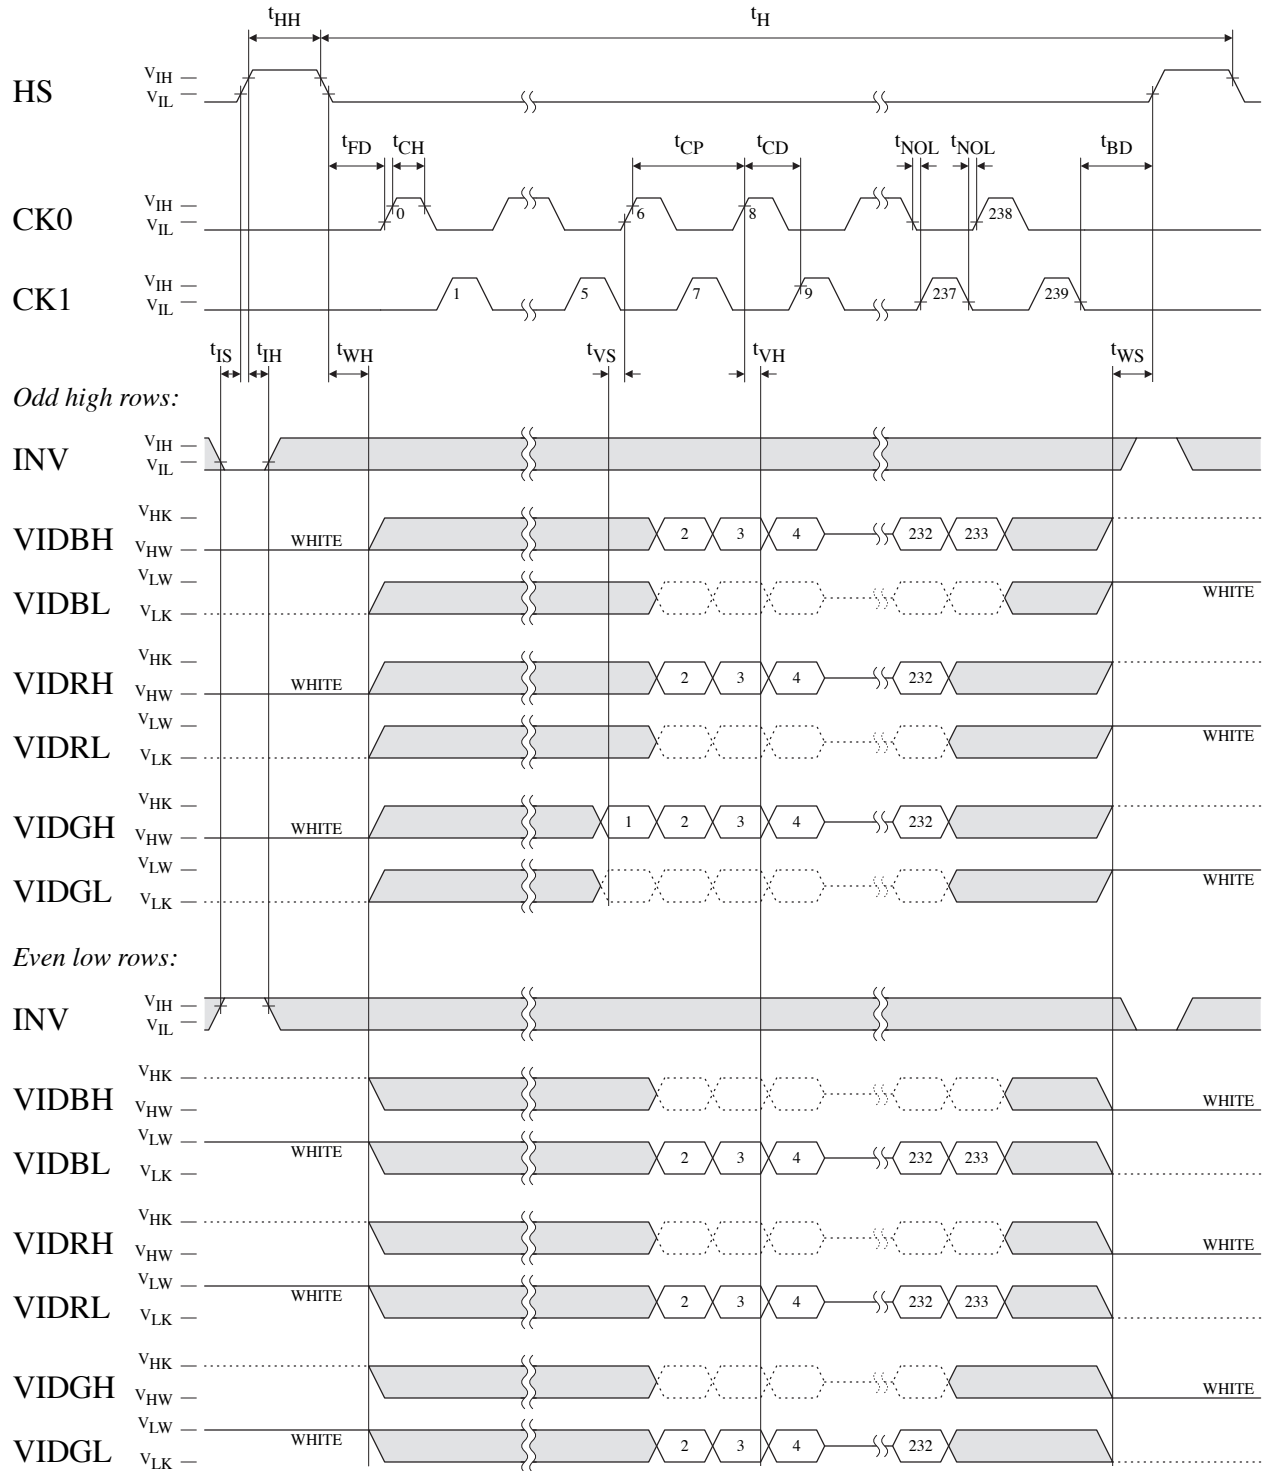 tHH tH
HS VIH
VIL
tFD tCH tCP tCD tNOL tNOL tBD
CK0 VIH
VIL
0 6 8 238
CK1 VIH
VIL
1 5 7 9 237 239
tIS tIH tWH tVS tVH tWS
Odd high rows:
INV VIH
VIL
VIDBH VHK
VHW WHITE 2 3 4 232 233
VIDBL VLW
VLK WHITE
VIDRH VHK
VHW WHITE 2 3 4 232
VIDRL VLW
VLK WHITE
VIDGH VHK
VHW WHITE 1 2 3 4 232
VIDGL VLW
VLK WHITE
Even low rows:
INV VIH
VIL
VIDBH VHK
VHW WHITE
VIDBL VLW
VLK WHITE 2 3 4 232 233
VIDRH VHK
VHW WHITE
VIDRL VLW
VLK WHITE 2 3 4 232 233
VIDGH VHK
VHW WHITE
VIDGL VLW
VLK WHITE 2 3 4 232